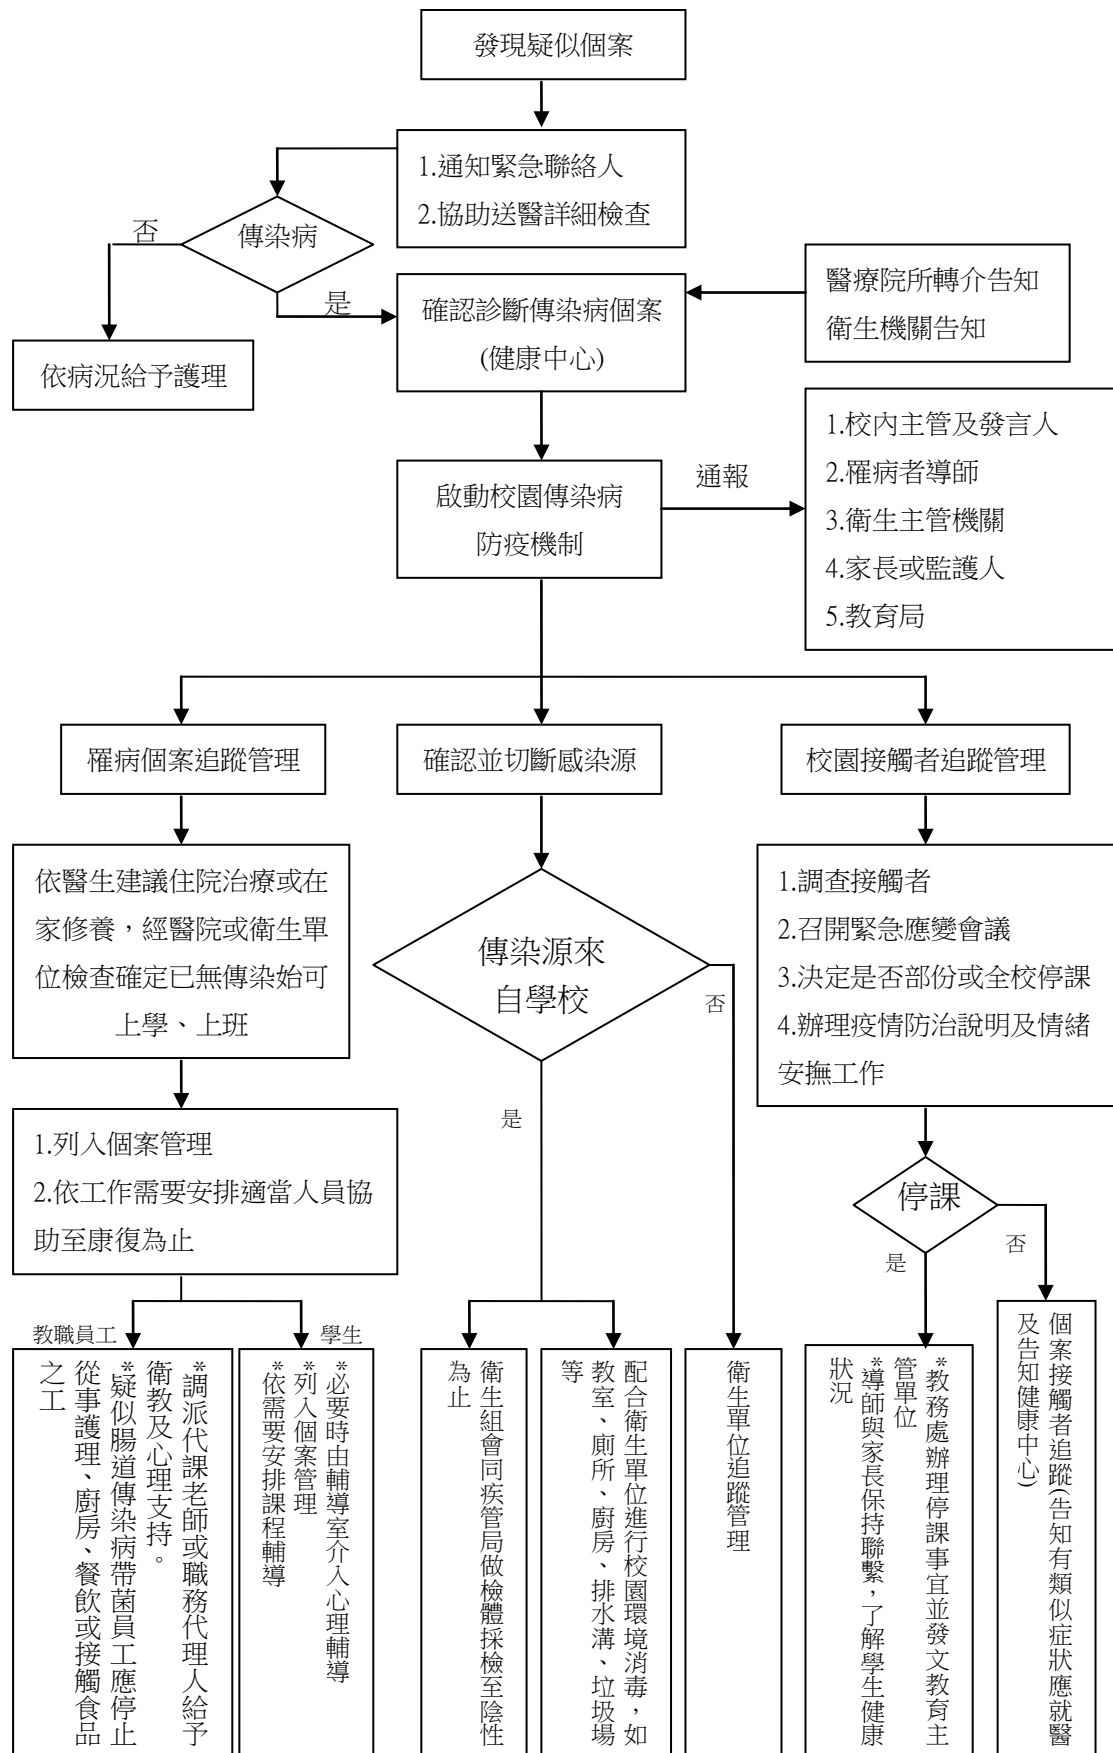 發現疑似個案
1.通知緊急聯絡人
2.協助送醫詳細檢查
傳染病
否
是
依病況給予護理
確認診斷傳染病個案
(健康中心)
醫療院所轉介告知
衛生機關告知
啟動校園傳染病
防疫機制
通報
1.校內主管及發言人
2.罹病者導師
3.衛生主管機關
4.家長或監護人
5.教育局
罹病個案追蹤管理
確認並切斷感染源
校園接觸者追蹤管理
依醫生建議住院治療或在
家修養，經醫院或衛生單
位檢查確定已無傳染始可
上學、上班
傳染源來
自學校
否
是
1.調查接觸者
2.召開緊急應變會議
3.決定是否部份或全校停課
4.辦理疫情防治說明及情緒
安撫工作
1.列入個案管理
2.依工作需要安排適當人員協
助至康復為止
停課
是
否
教職員工
學生
*調派代課老師或職務代理人給予
衛教及心理支持。
*疑似腸道傳染病帶菌員工應停止
從事護理、廚房、餐飲或接觸食品
之工
*必要時由輔導室介入心理輔導
*列入個案管理
*依需要安排課程輔導
衛生組會同疾管局做檢體採檢至陰性
為止
配合衛生單位進行校園環境消毒，如
教室、廁所、廚房、排水溝、垃圾場
等
衛生單位追蹤管理
*教務處辦理停課事宜並發文教育主
管單位
*導師與家長保持聯繫，了解學生健康
狀況
個案接觸者追蹤(告知有類似症狀應就醫
及告知健康中心)